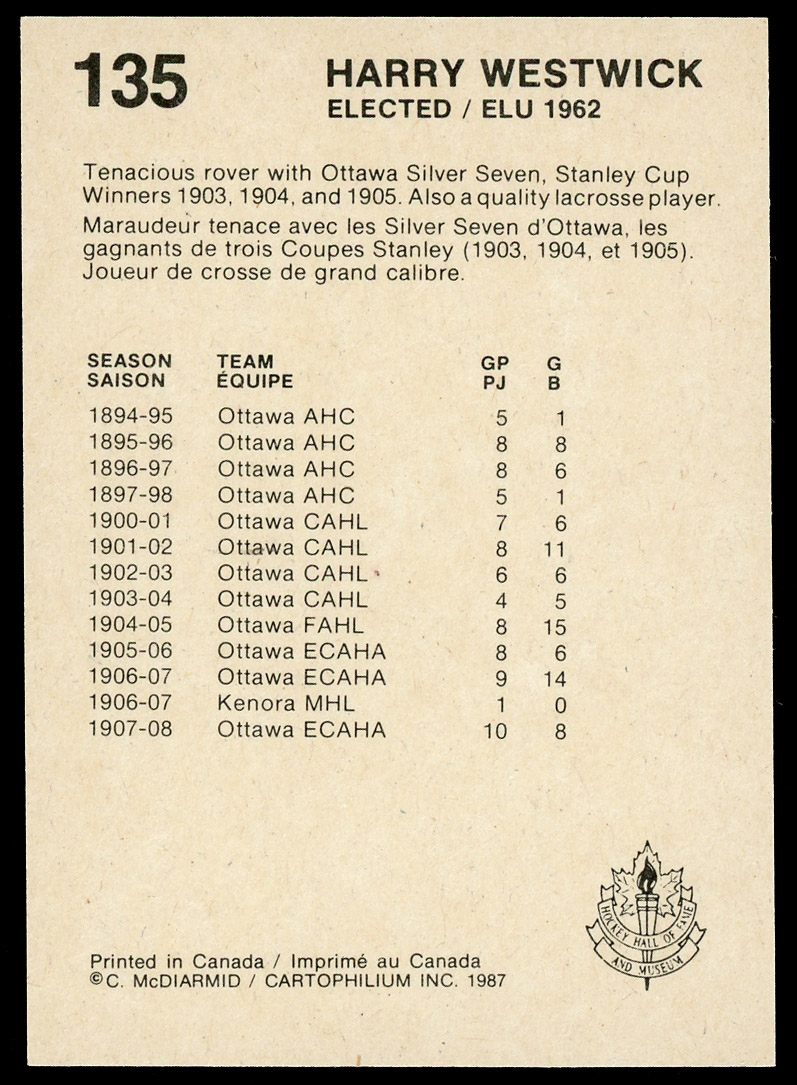 135
HARRY WESTWICK
ELECTED / ELU 1962
Tenacious rover with Ottawa Silver Seven, Stanley Cup
Winners 1903, 1904, and 1905. Also a quality lacrosse player.
Maraudeur tenace avec les Silver Seven d'Ottawa, les
gagnants de trois Coupes Stanley (1903, 1904, et 1905).
Joueur de crosse de grand calibre.
SEASON TEAM GP G
SAISON ÉQUIPE PJ B
1894-95 Ottawa AHC 5 1
1895-96 Ottawa AHC 8 8
1896-97 Ottawa AHC 8 6
1897-98 Ottawa AHC 5 1
1900-01 Ottawa CAHL 7 6
1901-02 Ottawa CAHL 8 11
1902-03 Ottawa CAHL 6 6
1903-04 Ottawa CAHL 4 5
1904-05 Ottawa FAHL 8 15
1905-06 Ottawa ECAHA 8 6
1906-07 Ottawa ECAHA 9 14
1906-07 Kenora MHL 1 0
1907-08 Ottawa ECAHA 10 8
HOCKEY HALL OF FAME
AND MUSEUM
Printed in Canada / Imprimé au Canada
©C. McDIARMID / CARTOPHILIUM INC. 1987